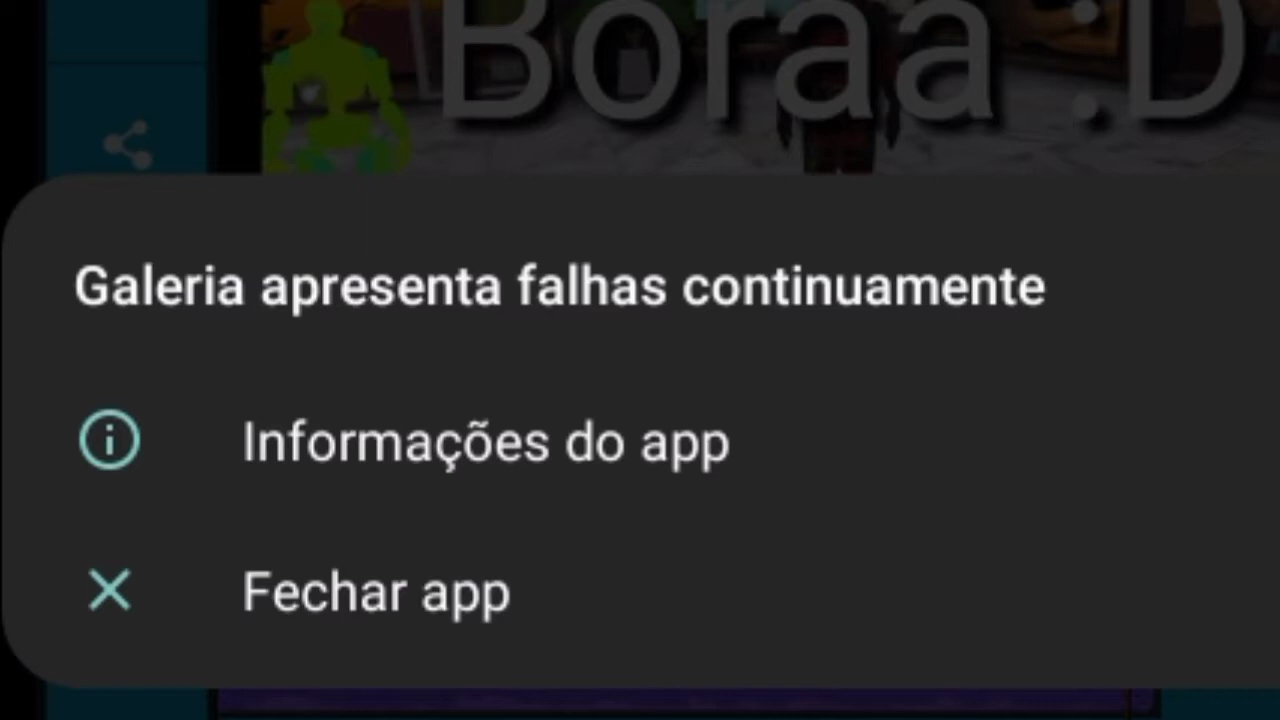 Boraa :D
Galeria apresenta falhas continuamente
Informações do app
Fechar app